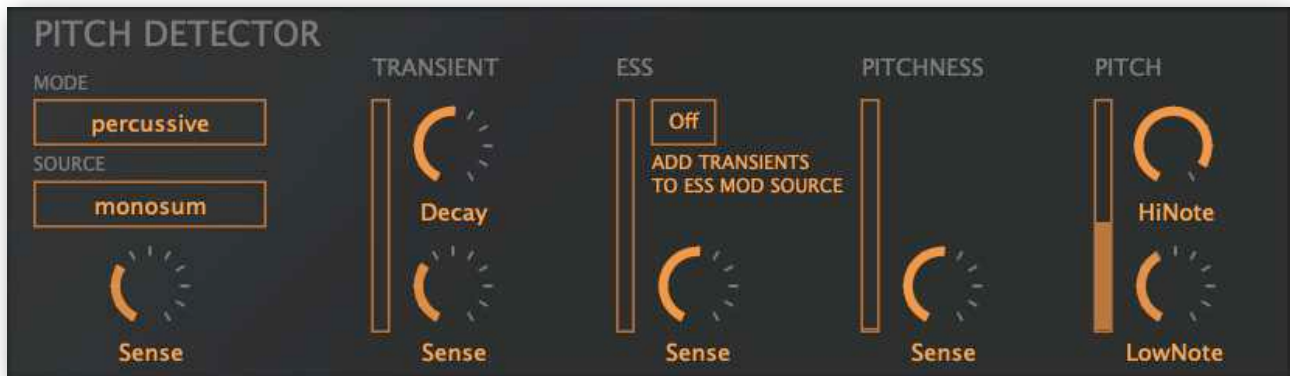 PITCH DETECTOR
MODE
percussive
SOURCE
monosum
Sense
TRANSIENT
Decay
Sense
ESS
Off
ADD TRANSIENTS
TO ESS MOD SOURCE
Sense
PITCHNESS
Sense
PITCH
HiNote
LowNote